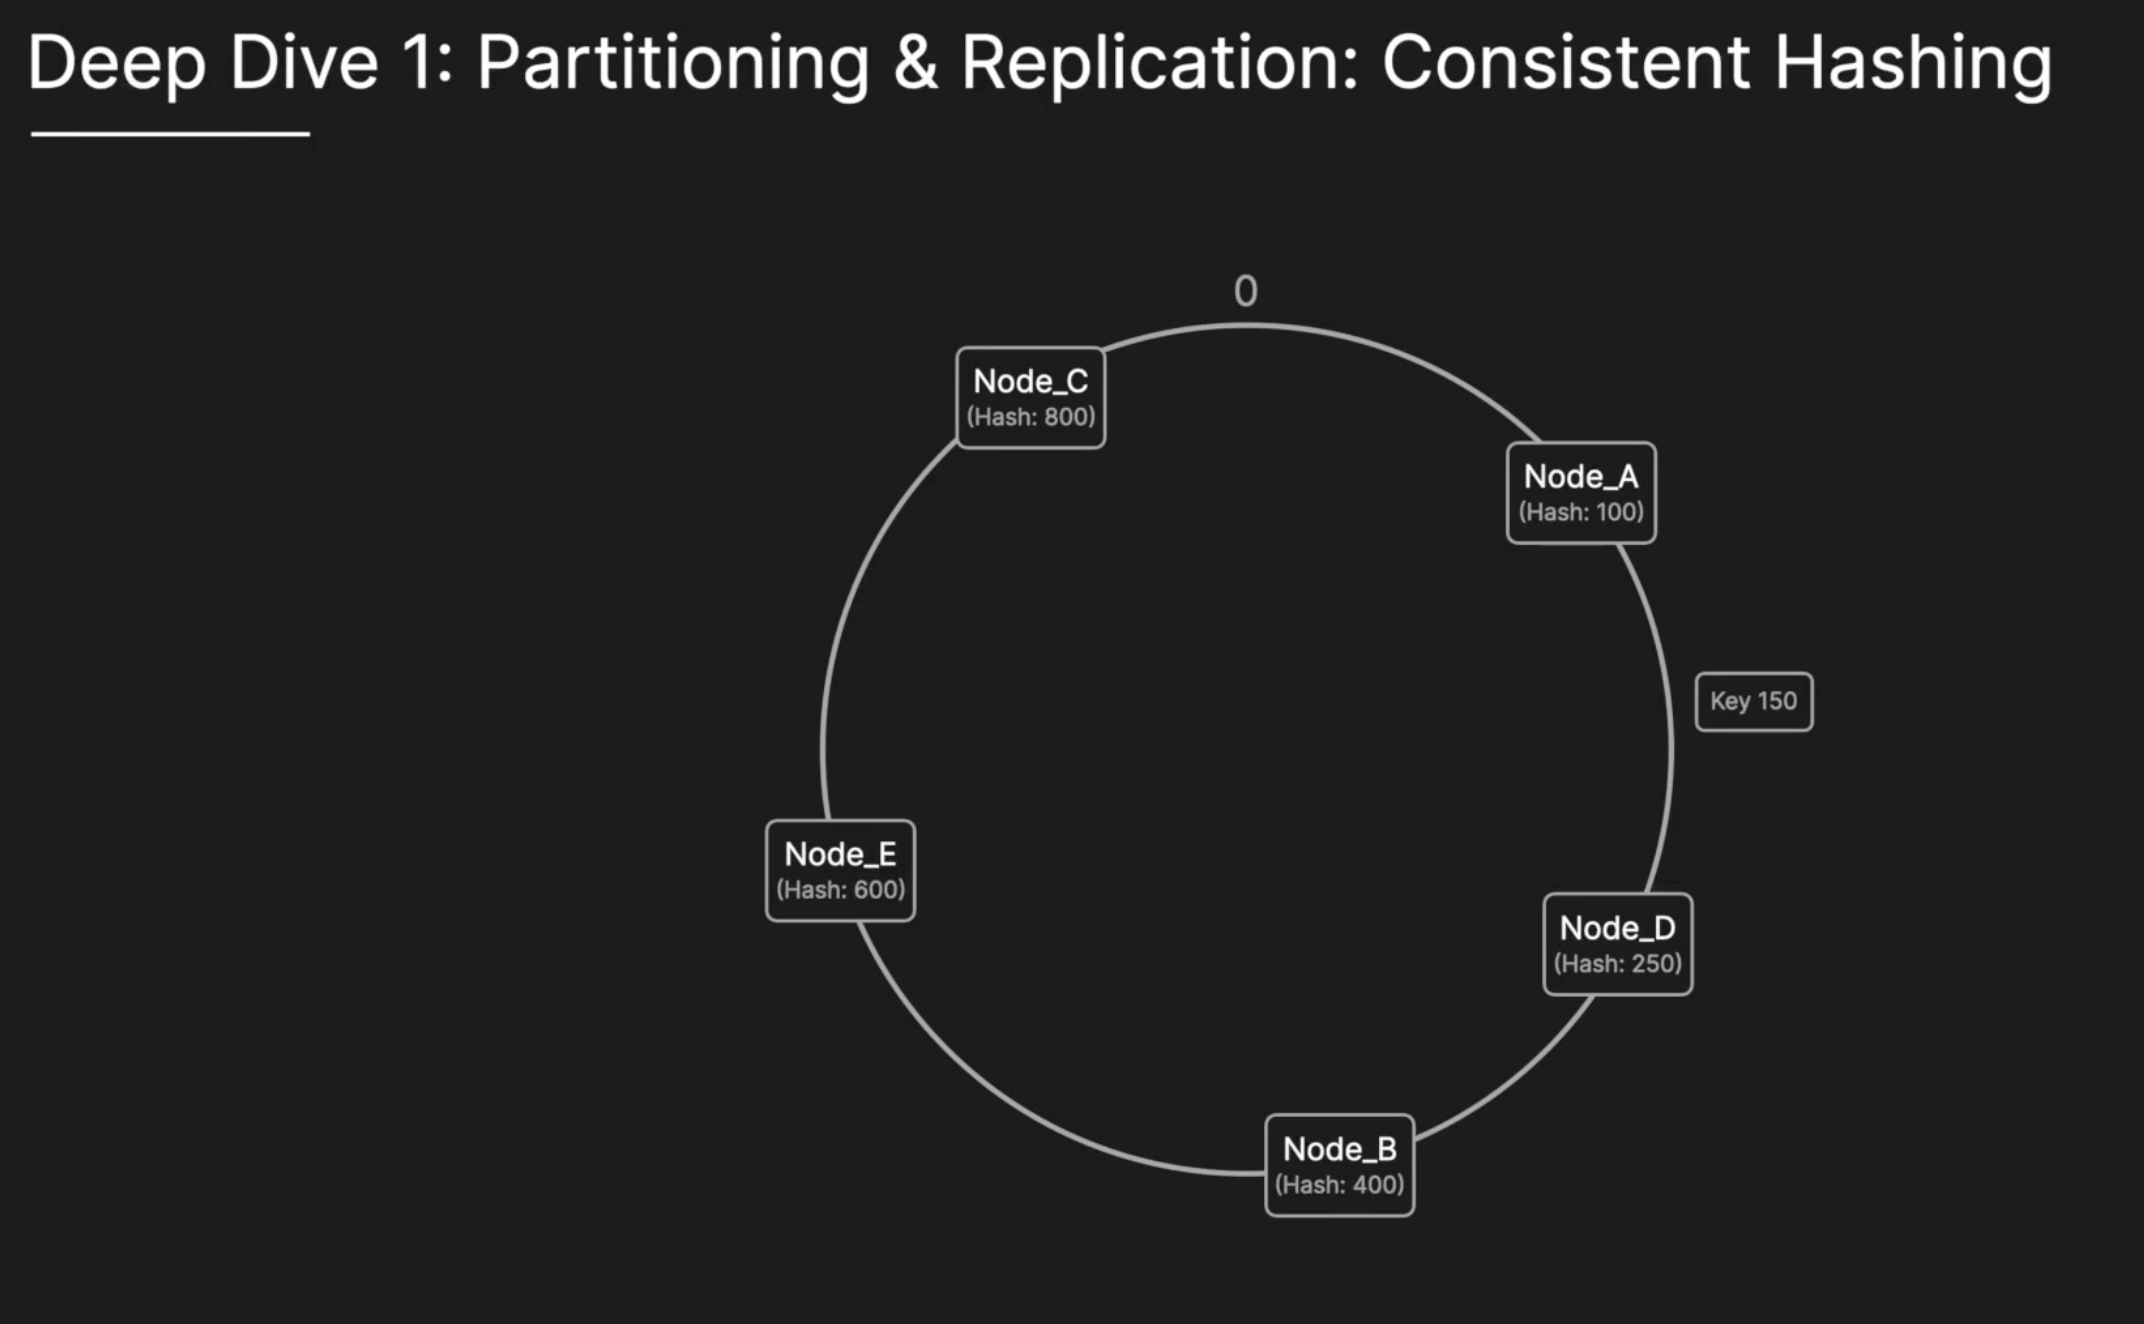 Deep Dive 1: Partitioning & Replication: Consistent Hashing
0
Node_C
(Hash: 800)
Node_A
(Hash: 100)
Key 150
Node_E
(Hash: 600)
Node_D
(Hash: 250)
Node_B
(Hash: 400)